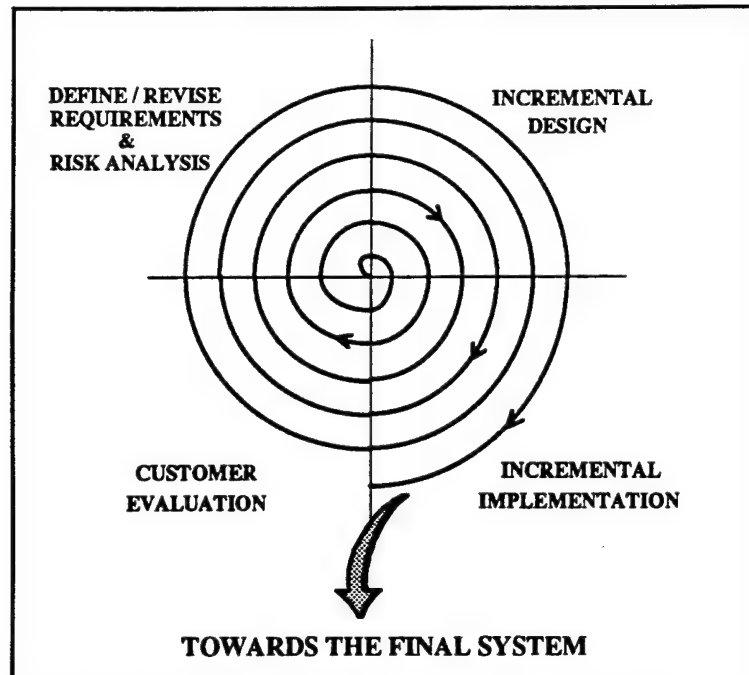 DEFINE / REVISE
REQUIREMENTS
&
RISK ANALYSIS
INCREMENTAL
DESIGN
CUSTOMER
EVALUATION
INCREMENTAL
IMPLEMENTATION
TOWARDS THE FINAL SYSTEM